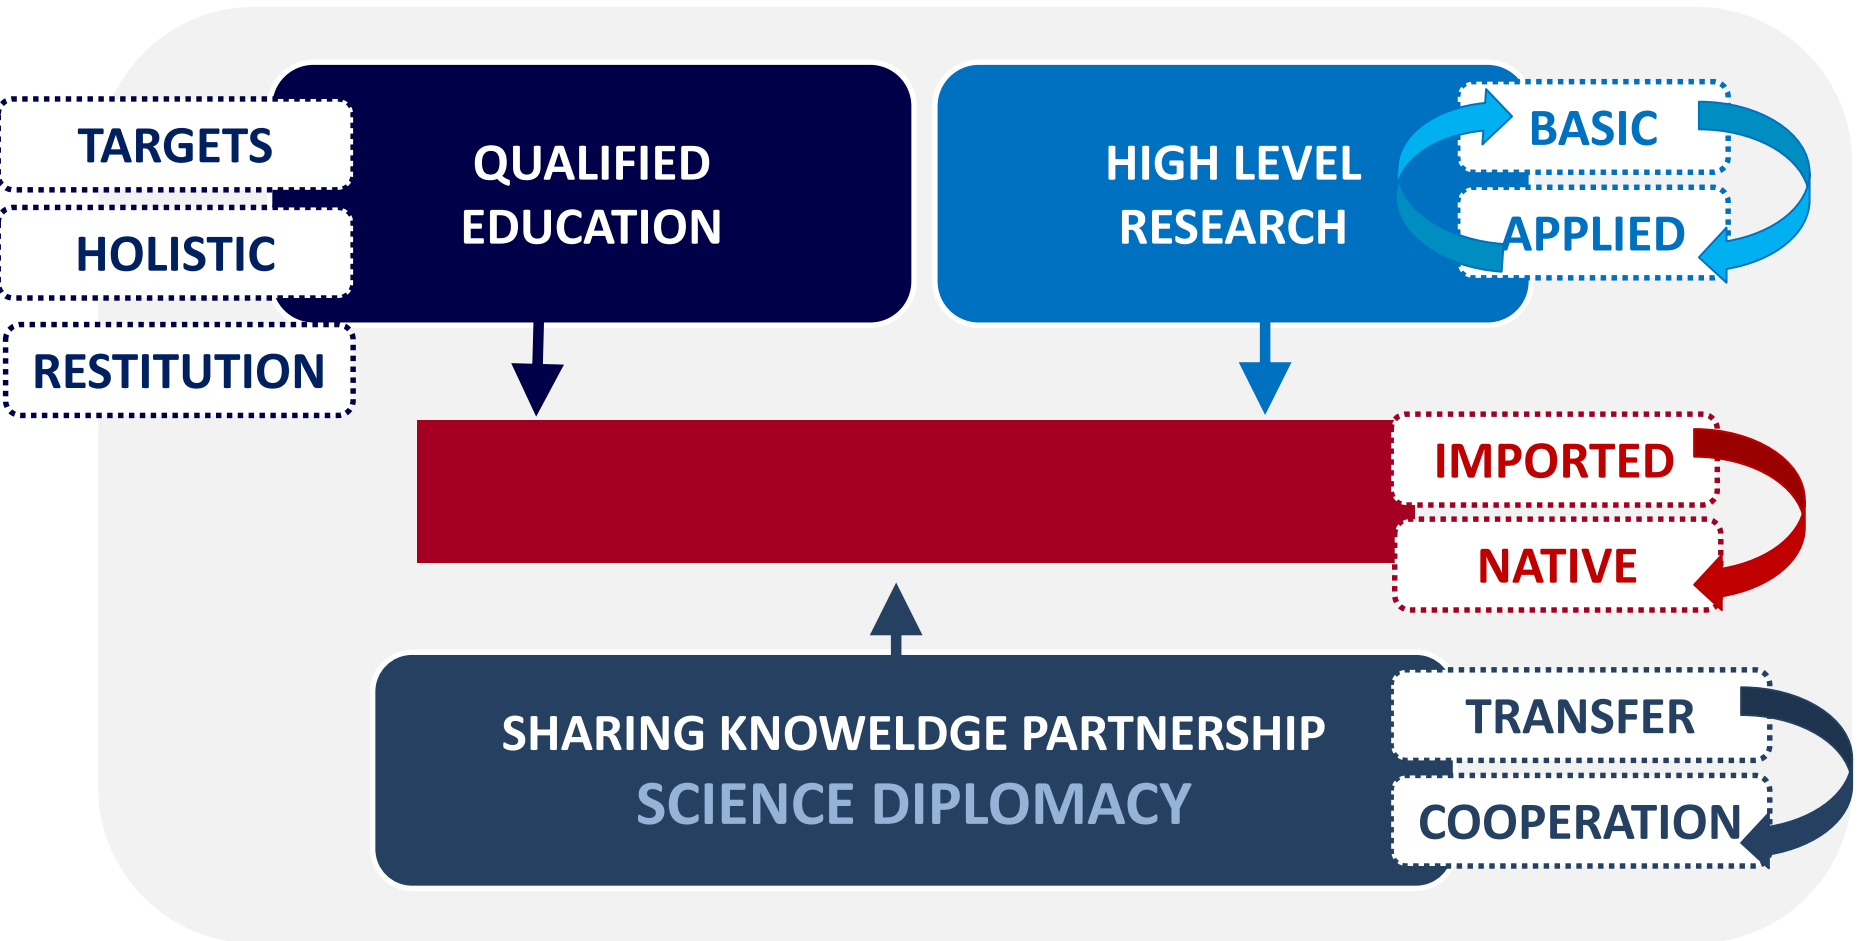 TARGETS
HOLISTIC
RESTITUTION
QUALIFIED
EDUCATION
HIGH LEVEL
RESEARCH
BASIC
APPLIED
IMPORTED
NATIVE
SHARING KNOWELDGE PARTNERSHIP
SCIENCE DIPLOMACY
TRANSFER
COOPERATION